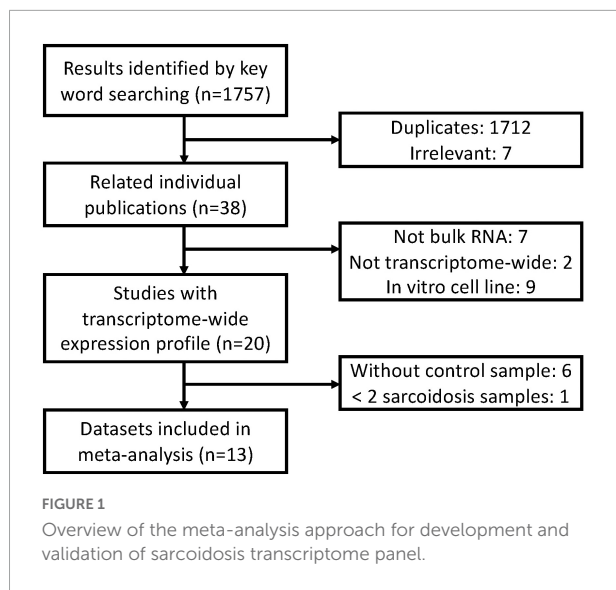 Results identified by key
word searching (n=1757)
Duplicates: 1712
Irrelevant: 7
Related individual
publications (n=38)
Not bulk RNA: 7
Not transcriptome-wide: 2
In vitro cell line: 9
Studies with
transcriptome-wide
expression profile (n=20)
Without control sample: 6
< 2 sarcoidosis samples: 1
Datasets included in
meta-analysis (n=13)
FIGURE 1
Overview of the meta-analysis approach for development and
validation of sarcoidosis transcriptome panel.